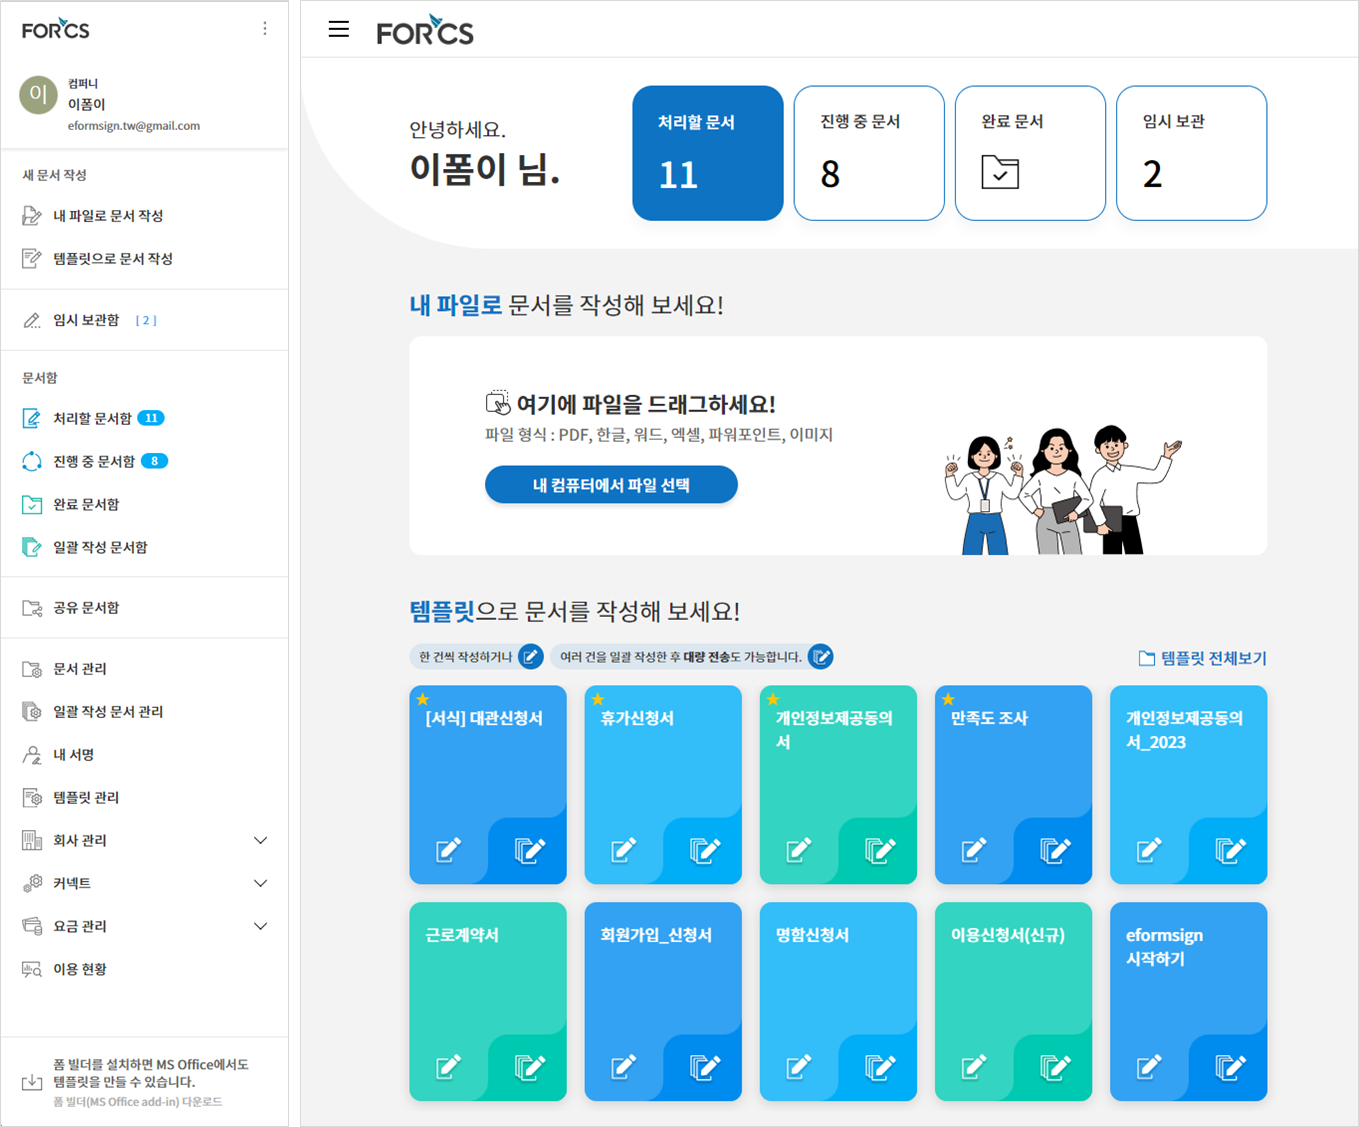 FORCS
이
컴퍼니
이폼이
eformsign.tw@gmail.com
새 문서 작성
내 파일로 문서 작성
템플릿으로 문서 작성
임시 보관함 [ 2 ]
문서함
처리할 문서함 11
진행 중 문서함 8
완료 문서함
일괄 작성 문서함
공유 문서함
문서 관리
일괄 작성 문서 관리
내 서명
템플릿 관리
회사 관리
커넥트
요금 관리
이용 현황
폼 빌더를 설치하면 MS Office에서도
템플릿을 만들 수 있습니다.
폼 빌더(MS Office add-in) 다운로드
FORCS
안녕하세요.
이폼이 님.
처리할 문서
11
진행 중 문서
8
완료 문서
임시 보관
2
내 파일로 문서를 작성해 보세요!
여기에 파일을 드래그하세요!
파일 형식 : PDF, 한글, 워드, 엑셀, 파워포인트, 이미지
내 컴퓨터에서 파일 선택
템플릿으로 문서를 작성해 보세요!
한 건씩 작성하거나
여러 건을 일괄 작성한 후 대량 전송도 가능합니다.
템플릿 전체보기
[서식] 대관신청서
휴가신청서
개인정보제공동의
서
만족도 조사
개인정보제공동의
서_2023
근로계약서
회원가입_신청서
명함신청서
이용신청서(신규)
eformsign
시작하기